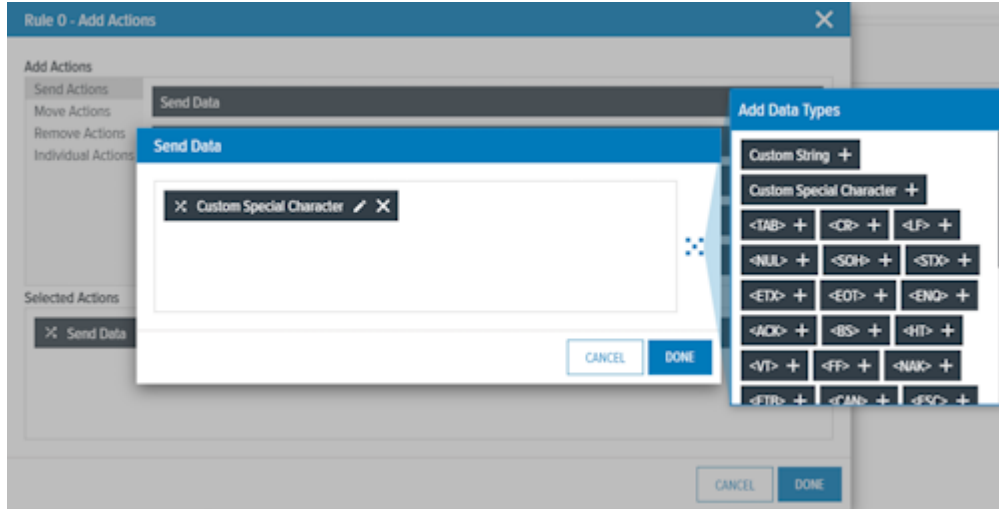 Rule 0 - Add Actions
Add Actions
Send Actions
Move Actions
Remove Actions
Individual Actions
Send Data
Send Data
Custom Special Character
CANCEL DONE
Add Data Types
Custom String +
Custom Special Character +
<TAB> + <CR> + <LF> +
<NUL> + <SOH> + <STX> +
<ETX> + <EOT> + <ENQ> +
<ACK> + <BS> + <HT> +
<VT> + <FF> + <NAK> +
<ETB> + <CAN> + <ESC> +
Selected Actions
Send Data
CANCEL DONE